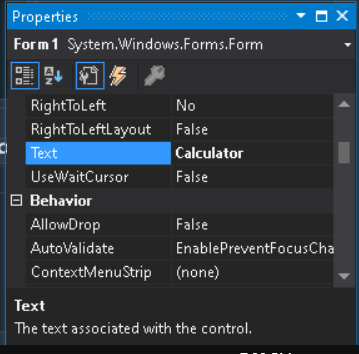 Properties
Form1 System.Windows.Forms.Form
RightToLeft No
RightToLeftLayout False
Text Calculator
UseWaitCursor False
Behavior
AllowDrop False
AutoValidate EnablePreventFocusCha
ContextMenuStrip (none)
Text
The text associated with the control.